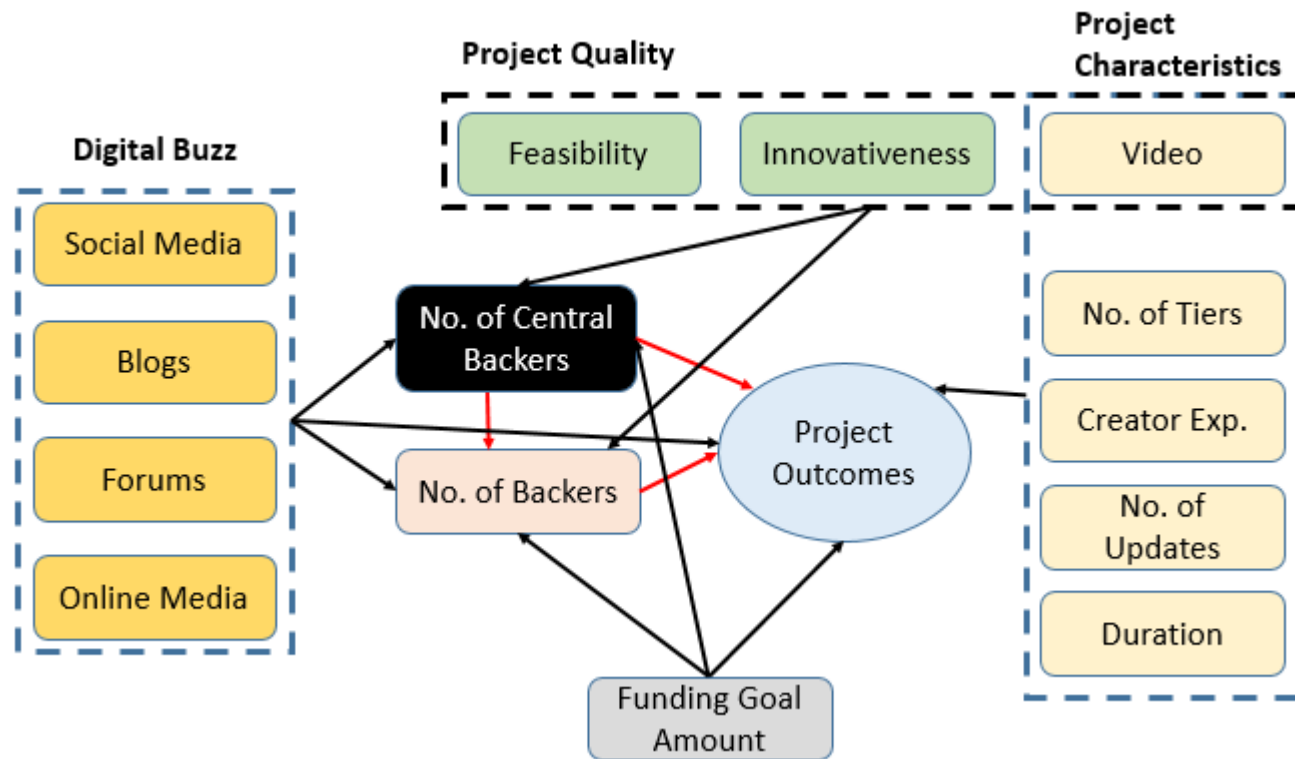 Project Quality
Project
Characteristics
Digital Buzz
Feasibility
Innovativeness
Video
Social Media
Blogs
Forums
Online Media
No. of Central
Backers
No. of Backers
Project
Outcomes
No. of Tiers
Creator Exp.
No. of
Updates
Duration
Funding Goal
Amount